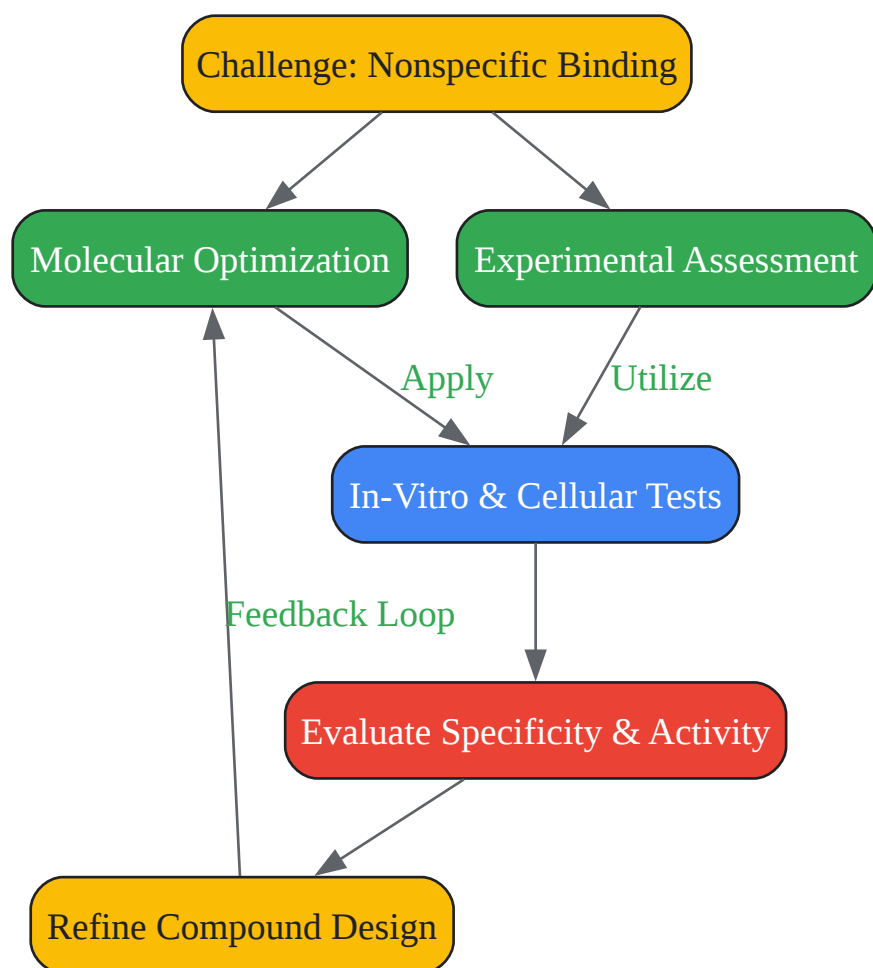 Challenge: Nonspecific Binding
Molecular Optimization
Experimental Assessment
Apply
Utilize
In-Vitro & Cellular Tests
Feedback Loop
Evaluate Specificity & Activity
Refine Compound Design